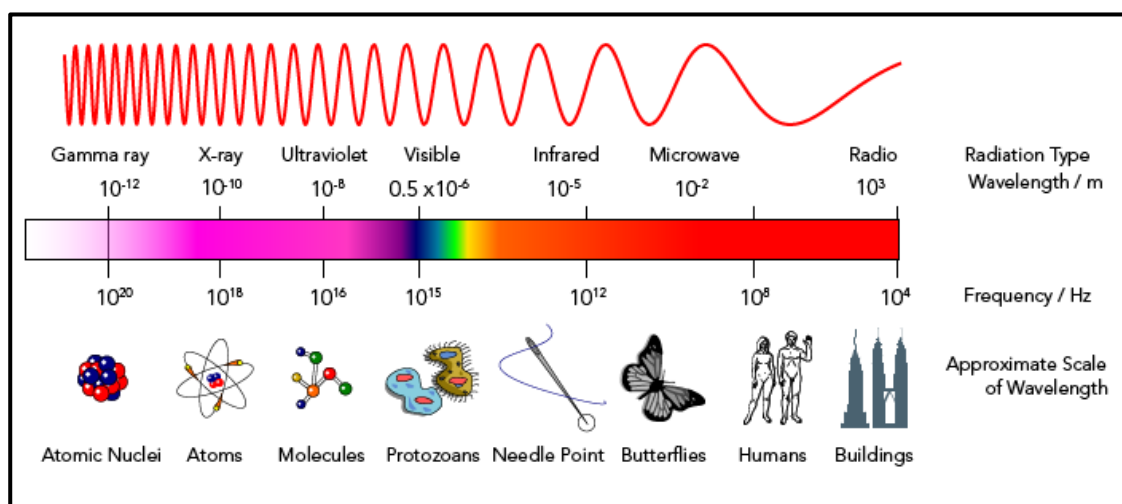 Gamma ray X-ray Ultraviolet Visible Infrared Microwave Radio Radiation Type
10⁻¹² 10⁻¹⁰ 10⁻⁸ 0.5 x10⁻⁶ 10⁻⁵ 10⁻² 10³ Wavelength / m
10²⁰ 10¹⁸ 10¹⁶ 10¹⁵ 10¹² 10⁸ 10⁴ Frequency / Hz
Approximate Scale
of Wavelength
Atomic Nuclei Atoms Molecules Protozoans Needle Point Butterflies Humans Buildings